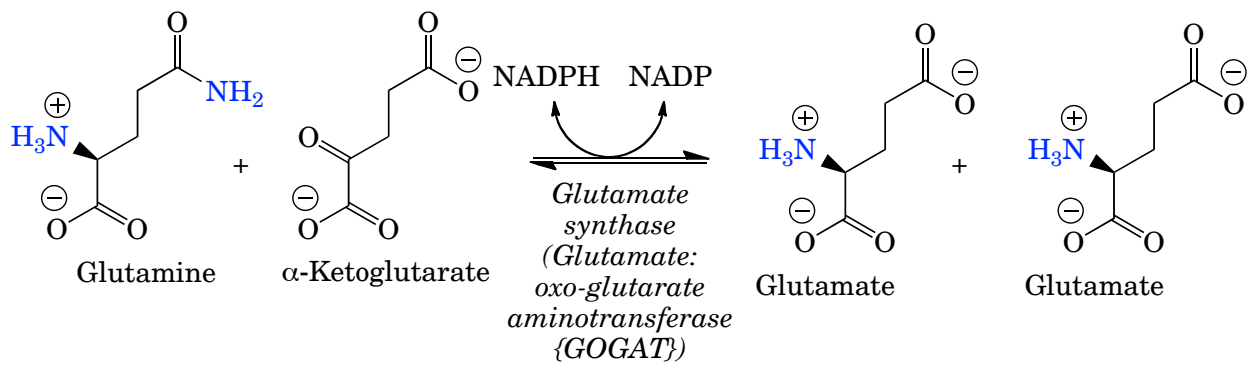 O
NH₂
H₃N
+
O
O
Glutamine
+
O
O
O
O
O
α-Ketoglutarate
NADPH NADP
Glutamate
synthase
(Glutamate:
oxo-glutarate
aminotransferase
{GOGAT})
O
O
H₃N
+
O
O
Glutamate
+
O
O
H₃N
+
O
O
Glutamate